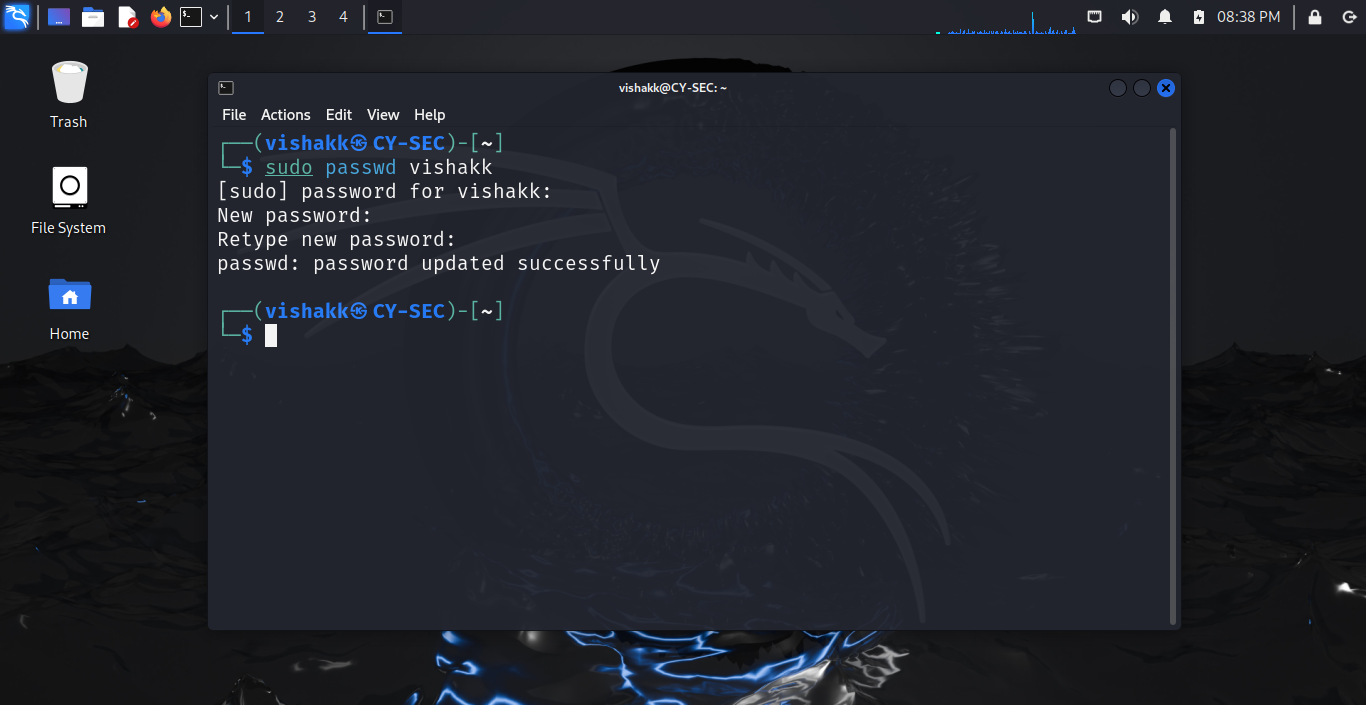 1 2 3 4
08:38 PM
Trash
File System
Home
vishakk@CY-SEC: ~
File Actions Edit View Help
┌──(vishakk㉿CY-SEC)-[~]
└─$ sudo passwd vishakk
[sudo] password for vishakk:
New password:
Retype new password:
passwd: password updated successfully
┌──(vishakk㉿CY-SEC)-[~]
└─$